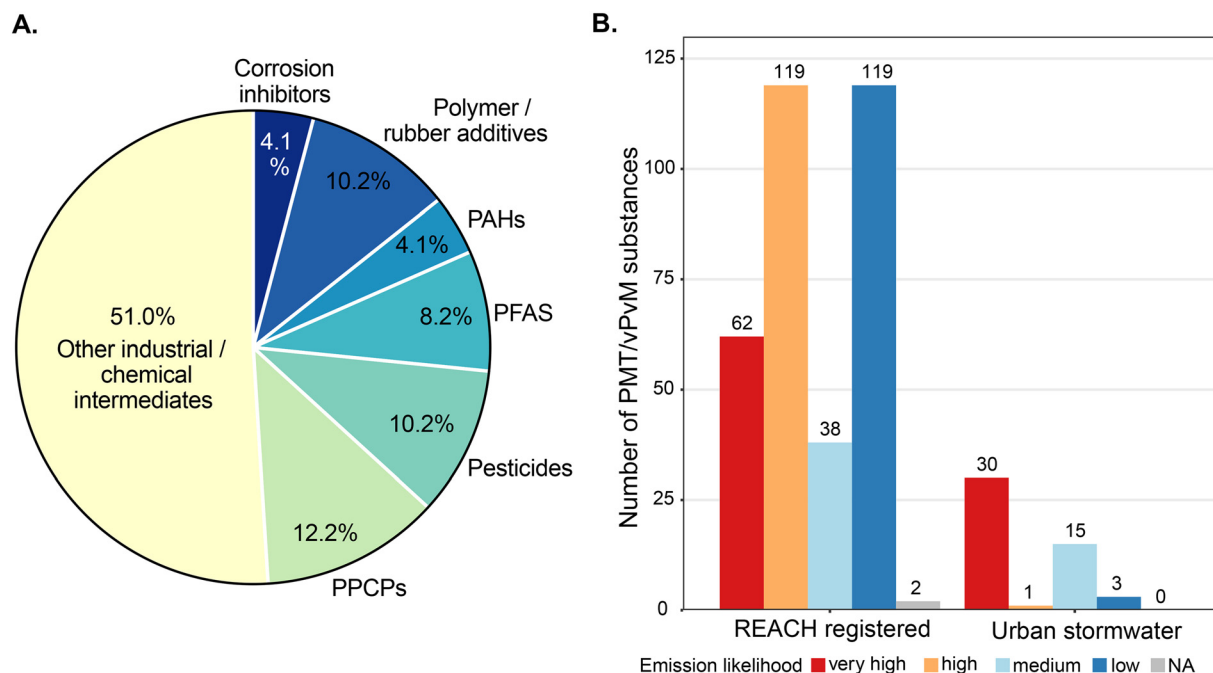 A.
Corrosion
inhibitors
4.1
%
Polymer /
rubber additives
10.2%
PAHs
4.1%
PFAS
8.2%
10.2%
Pesticides
12.2%
PPCPs
51.0%
Other industrial /
chemical
intermediates
B.
Number of PMT/vPvM substances
125
100
75
50
25
0
62
119
38
119
2
30
1
15
3
0
REACH registered
Urban stormwater
Emission likelihood very high high medium low NA